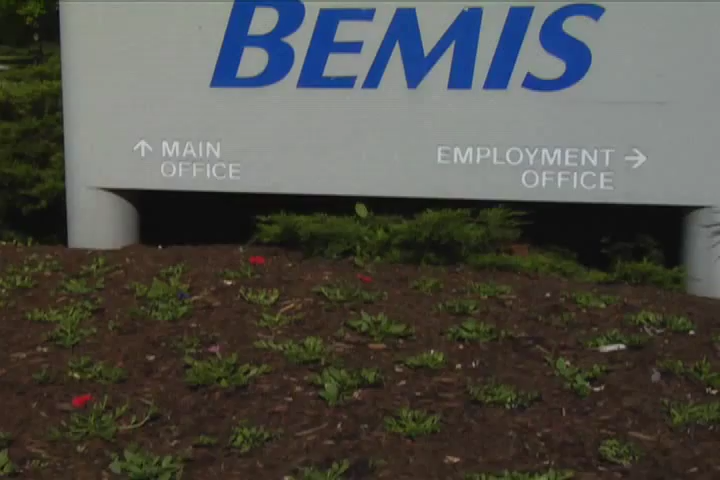 BEMIS
↑ MAIN
OFFICE
EMPLOYMENT →
OFFICE